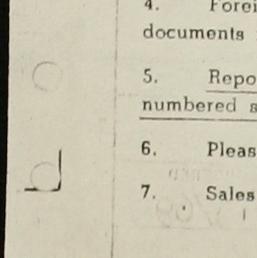 4. Forei
documents
5. Repo
numbered s
6. Pleas
7. Sales